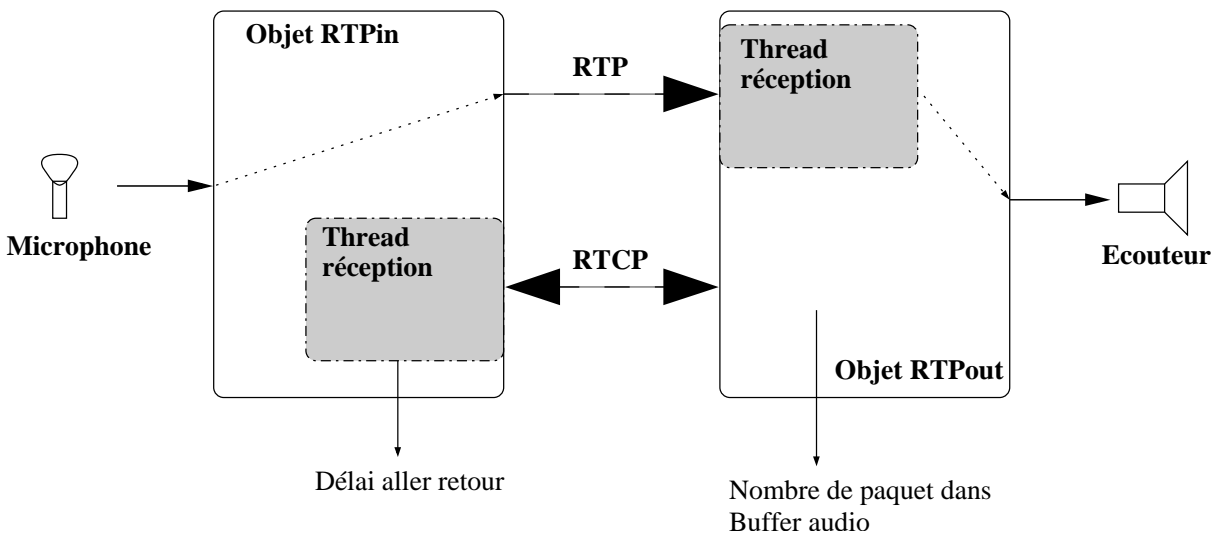 Objet RTPin
RTP
Thread
réception
Microphone
Thread
réception
RTCP
Ecouteur
Objet RTPout
Délai aller retour
Nombre de paquet dans
Buffer audio